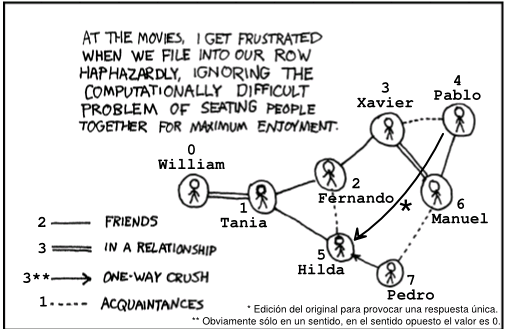 AT THE MOVIES, I GET FRUSTRATED
WHEN WE FILE INTO OUR ROW
HAPHAZARDLY, IGNORING THE
COMPUTATIONALLY DIFFICULT
PROBLEM OF SEATING PEOPLE
TOGETHER FOR MAXIMUM ENJOYMENT.
0
William
1
Tania
2
Fernando
3
Xavier
4
Pablo
5
Hilda
6
Manuel
7
Pedro
*
2 FRIENDS
3 IN A RELATIONSHIP
3** ONE-WAY CRUSH
1 ACQUAINTANCES
* Edición del original para provocar una respuesta única.
** Obviamente sólo en un sentido, en el sentido opuesto el valor es 0.